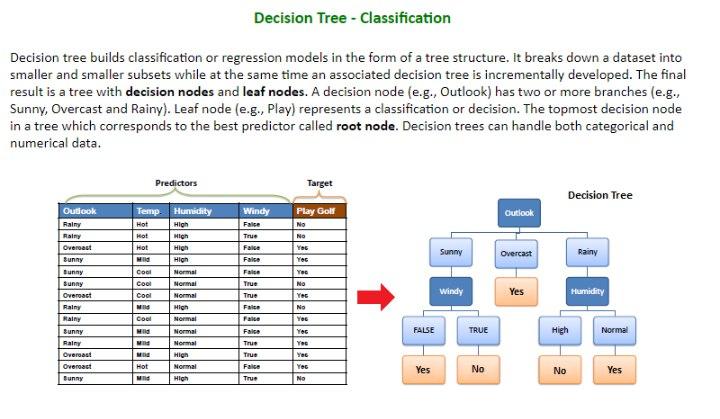 Decision Tree - Classification
Decision tree builds classification or regression models in the form of a tree structure. It breaks down a dataset into
smaller and smaller subsets while at the same time an associated decision tree is incrementally developed. The final
result is a tree with decision nodes and leaf nodes. A decision node (e.g., Outlook) has two or more branches (e.g.,
Sunny, Overcast and Rainy). Leaf node (e.g., Play) represents a classification or decision. The topmost decision node
in a tree which corresponds to the best predictor called root node. Decision trees can handle both categorical and
numerical data.
Predictors Target
Outlook Temp Humidity Windy Play Golf
Rainy Hot High False No
Rainy Hot High True No
Overcast Hot High False Yes
Sunny Mild High False Yes
Sunny Cool Normal False Yes
Sunny Cool Normal True No
Overcast Cool Normal True Yes
Rainy Mild High False No
Rainy Cool Normal False Yes
Sunny Mild Normal False Yes
Rainy Mild Normal True Yes
Overcast Mild High True Yes
Overcast Hot Normal False Yes
Sunny Mild High True No
Decision Tree
Outlook
Sunny Overcast Rainy
Windy Yes Humidity
FALSE TRUE High Normal
Yes No No Yes